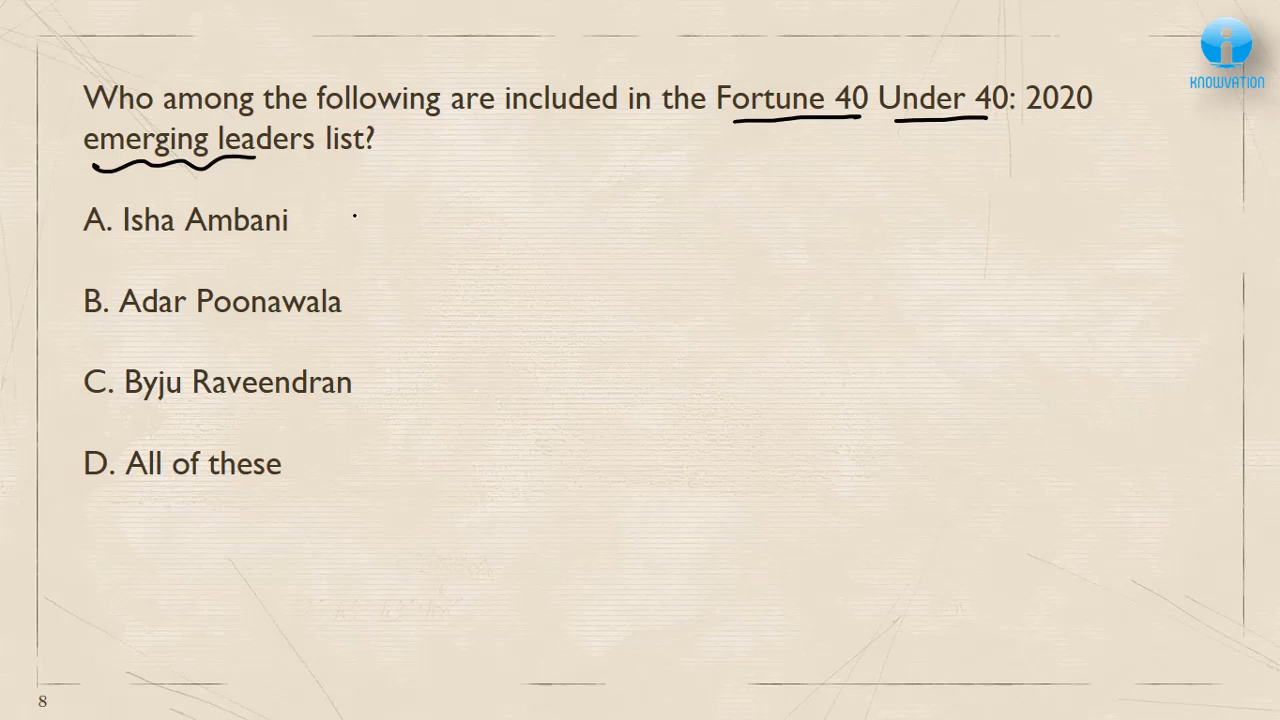 KNOWVATION
Who among the following are included in the Fortune 40 Under 40: 2020
emerging leaders list?
A. Isha Ambani
B. Adar Poonawala
C. Byju Raveendran
D. All of these
8